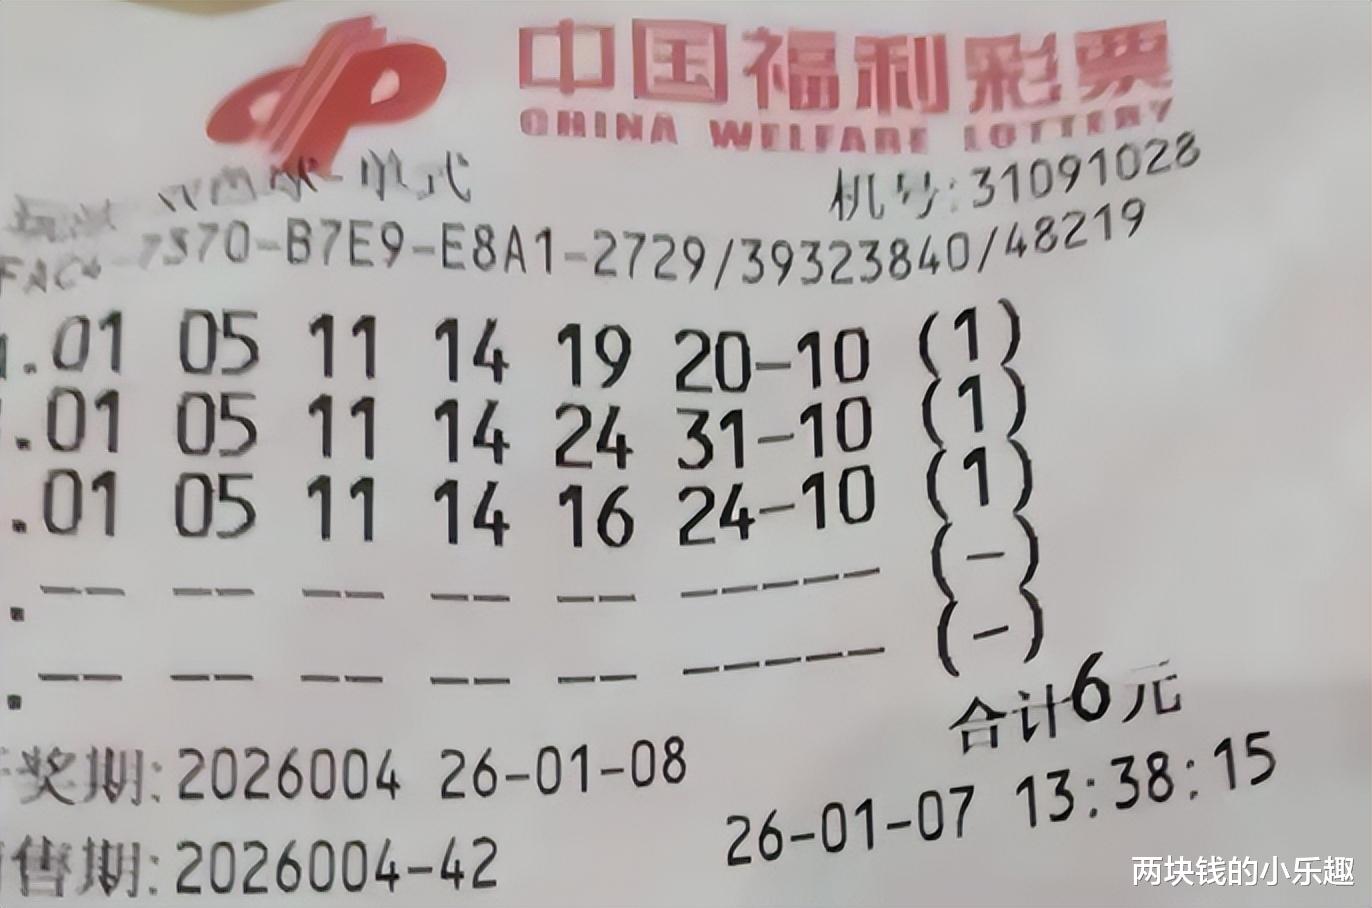 中国福利彩票
CHINA WELFARE LOTTERY
单式
机号:31091028
7570-B7E9-E8A1-2729/39323840/48219
.01 05 11 14 19 20-10 (1)
.01 05 11 14 24 31-10 (1)
.01 05 11 14 16 24-10 (1)
.-- -- -- -- -- ----- (-)
.-- -- -- -- -- ----- (-)
合计6元
奖期:2026004 26-01-08
26-01-07 13:38:15
售期:2026004-42
两块钱的小乐趣